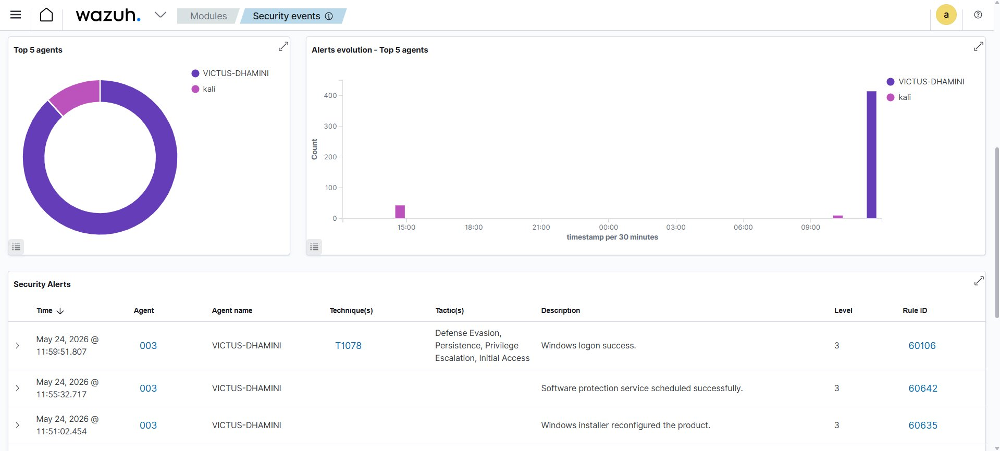 wazuh.
Modules
Security events
a
Top 5 agents
VICTUS-DHAMINI
kali
Alerts evolution - Top 5 agents
400
300
200
100
0
Count
15:00
18:00
21:00
00:00
03:00
06:00
09:00
timestamp per 30 minutes
VICTUS-DHAMINI
kali
Security Alerts
Time Agent Agent name Technique(s) Tactic(s) Description Level Rule ID
May 24, 2026 @
11:59:51.807
003
VICTUS-DHAMINI
T1078
Defense Evasion,
Persistence, Privilege
Escalation, Initial Access
Windows logon success.
3
60106
May 24, 2026 @
11:55:32.717
003
VICTUS-DHAMINI
Software protection service scheduled successfully.
3
60642
May 24, 2026 @
11:51:02.454
003
VICTUS-DHAMINI
Windows installer reconfigured the product.
3
60635